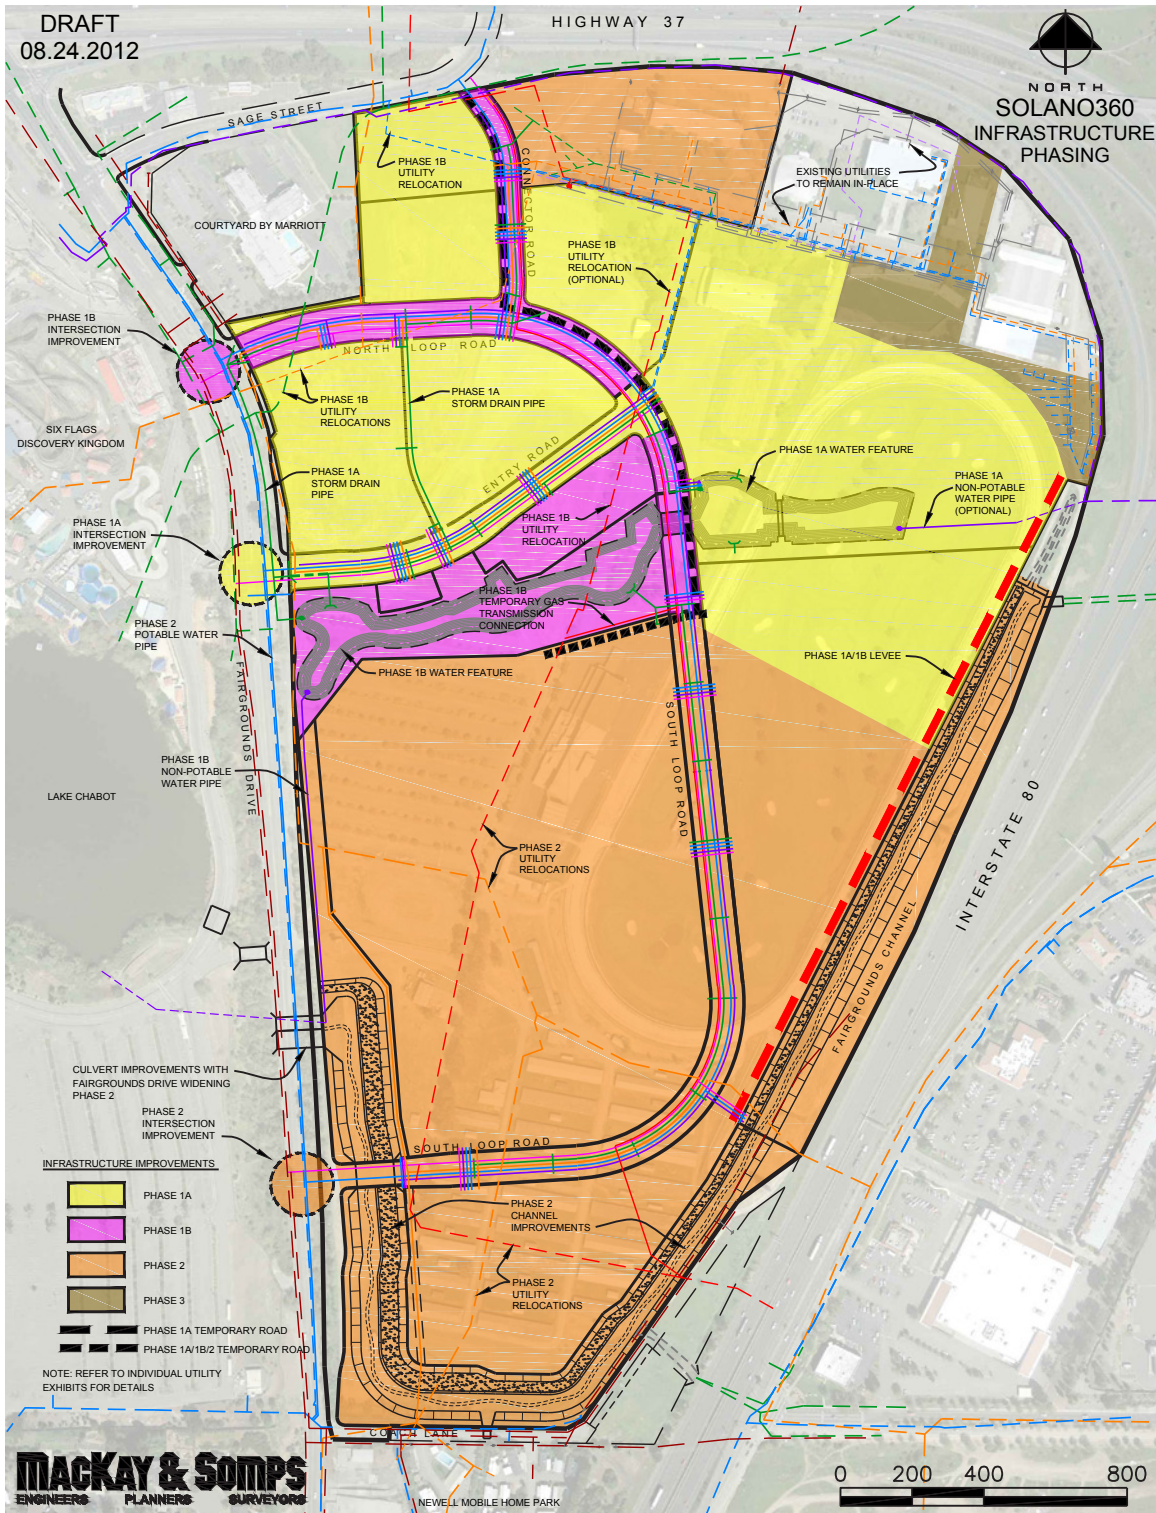 DRAFT
08.24.2012
HIGHWAY 37
NORTH
SOLANO360
INFRASTRUCTURE
PHASING
SAGE STREET
PHASE 1B
UTILITY
RELOCATION
CONNECTOR ROAD
EXISTING UTILITIES
TO REMAIN IN-PLACE
COURTYARD BY MARRIOTT
PHASE 1B
UTILITY
RELOCATION
(OPTIONAL)
PHASE 1B
INTERSECTION
IMPROVEMENT
NORTH LOOP ROAD
PHASE 1B
UTILITY
RELOCATIONS
PHASE 1A
STORM DRAIN PIPE
SIX FLAGS
DISCOVERY KINGDOM
ENTRY ROAD
PHASE 1A WATER FEATURE
PHASE 1A
STORM DRAIN
PIPE
PHASE 1A
NON-POTABLE
WATER PIPE
(OPTIONAL)
PHASE 1A
INTERSECTION
IMPROVEMENT
PHASE 1B
UTILITY
RELOCATION
PHASE 1B
TEMPORARY GAS
TRANSMISSION
CONNECTION
PHASE 2
POTABLE WATER
PIPE
PHASE 1A/1B LEVEE
PHASE 1B WATER FEATURE
FAIRGROUNDS DRIVE
SOUTH LOOP ROAD
PHASE 1B
NON-POTABLE
WATER PIPE
LAKE CHABOT
INTERSTATE 80
PHASE 2
UTILITY
RELOCATIONS
FAIRGROUNDS CHANNEL
CULVERT IMPROVEMENTS WITH
FAIRGROUNDS DRIVE WIDENING
PHASE 2
PHASE 2
INTERSECTION
IMPROVEMENT
SOUTH LOOP ROAD
INFRASTRUCTURE IMPROVEMENTS
PHASE 1A
PHASE 1B
PHASE 2
PHASE 3
PHASE 1A TEMPORARY ROAD
PHASE 1A/1B/2 TEMPORARY ROAD
PHASE 2
CHANNEL
IMPROVEMENTS
PHASE 2
UTILITY
RELOCATIONS
NOTE: REFER TO INDIVIDUAL UTILITY
EXHIBITS FOR DETAILS
COACH LANE
MACKAY & SOMPS
ENGINEERS PLANNERS SURVEYORS
NEWELL MOBILE HOME PARK
0 200 400 800